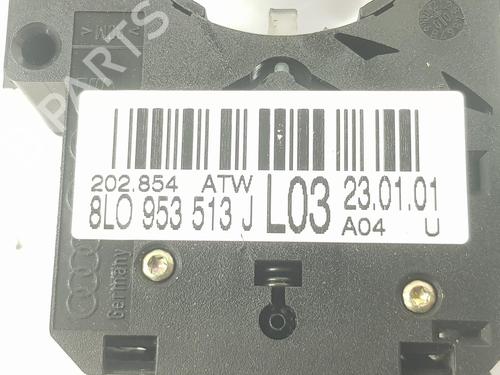 202.854 ATW
8L0 953 513 J
L03
23.01.01
A04 U
Germany
PARTS